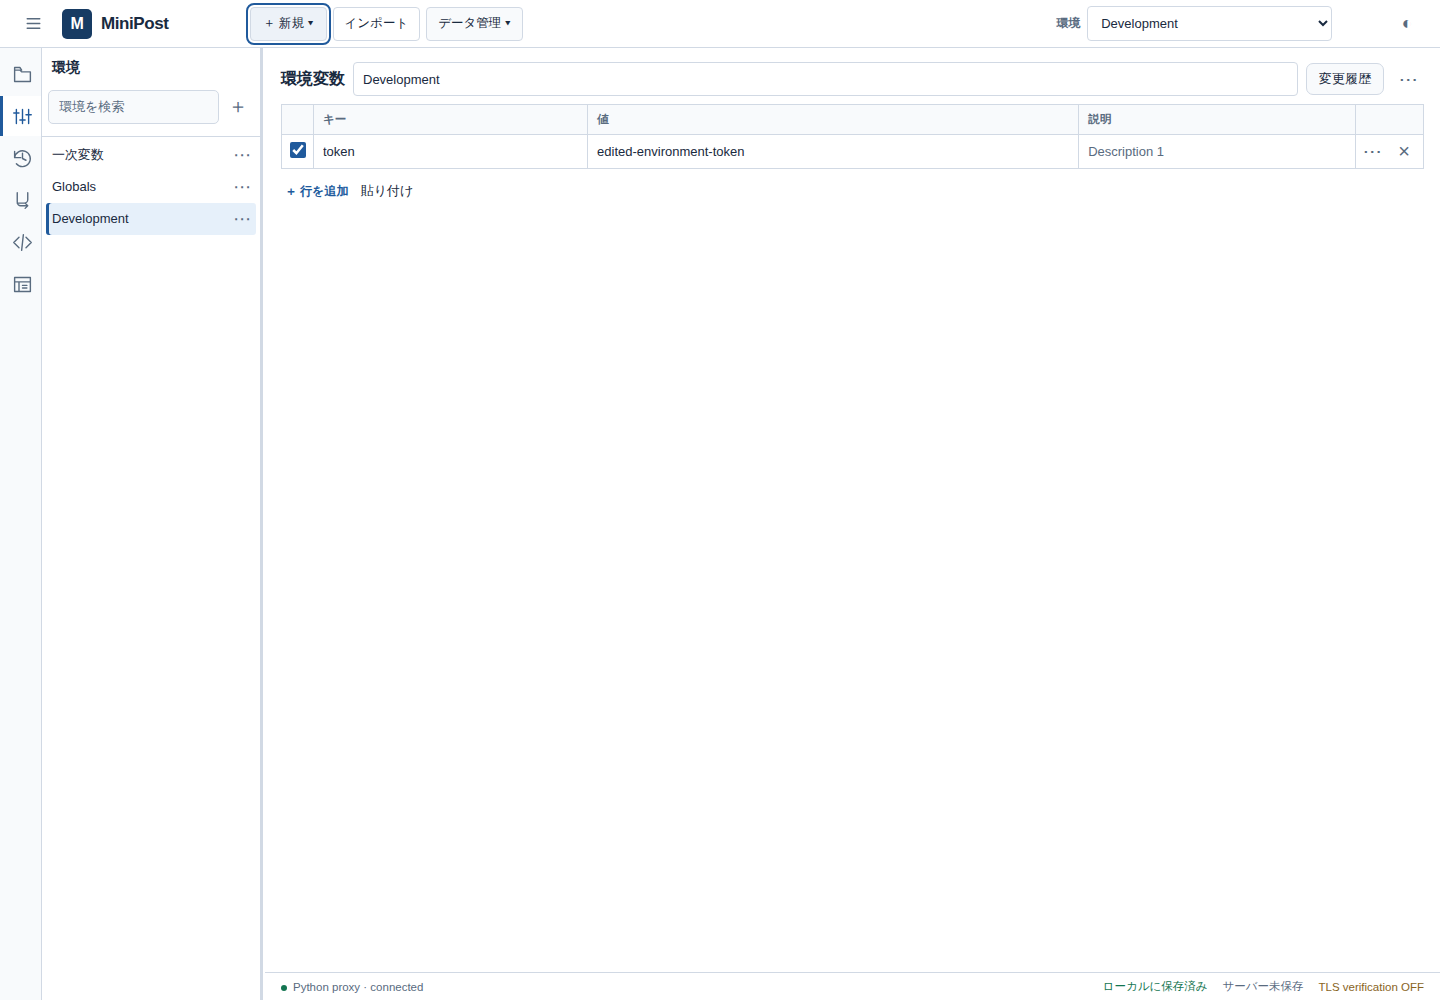 M MiniPost ＋ 新規 ▾ インポート データ管理 ▾ 環境 Development
環境
環境を検索 ＋
一次変数 ···
Globals ···
Development ···
環境変数 Development 変更履歴 ···
キー 値 説明
token edited-environment-token Description 1 ··· ×
+ 行を追加 貼り付け
Python proxy · connected ローカルに保存済み サーバー未保存 TLS verification OFF